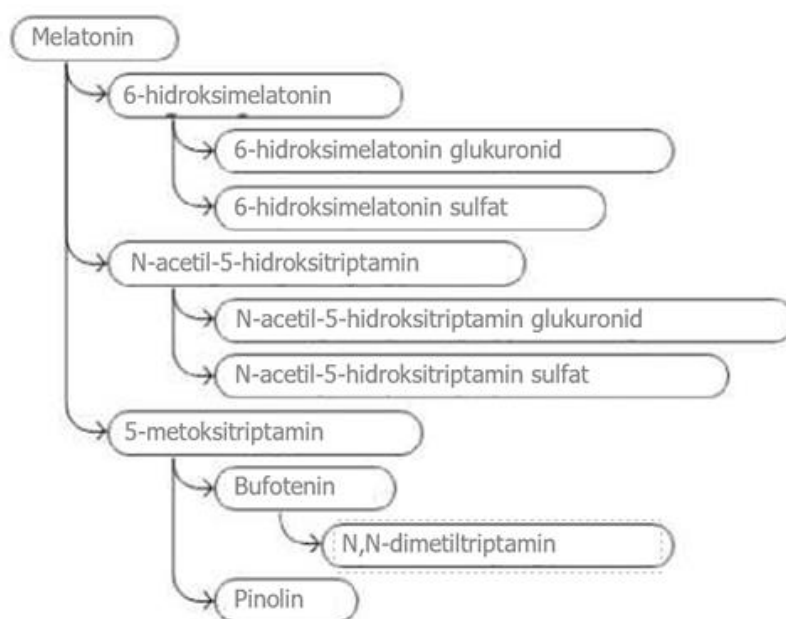 Melatonin
6-hidroksimelatonin
6-hidroksimelatonin glukuronid
6-hidroksimelatonin sulfat
N-acetil-5-hidroksitriptamin
N-acetil-5-hidroksitriptamin glukuronid
N-acetil-5-hidroksitriptamin sulfat
5-metoksitriptamin
Bufotenin
N,N-dimetiltriptamin
Pinolin